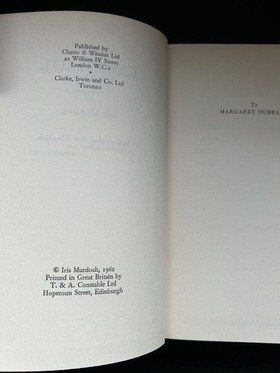 Published by
Chatto & Windus Ltd
42 William IV Street
London W.C.2
*
Clarke, Irwin and Co. Ltd
Toronto
© Iris Murdoch, 1962
Printed in Great Britain by
T. & A. Constable Ltd
Hopetoun Street, Edinburgh
To
MARGARET HUBBA